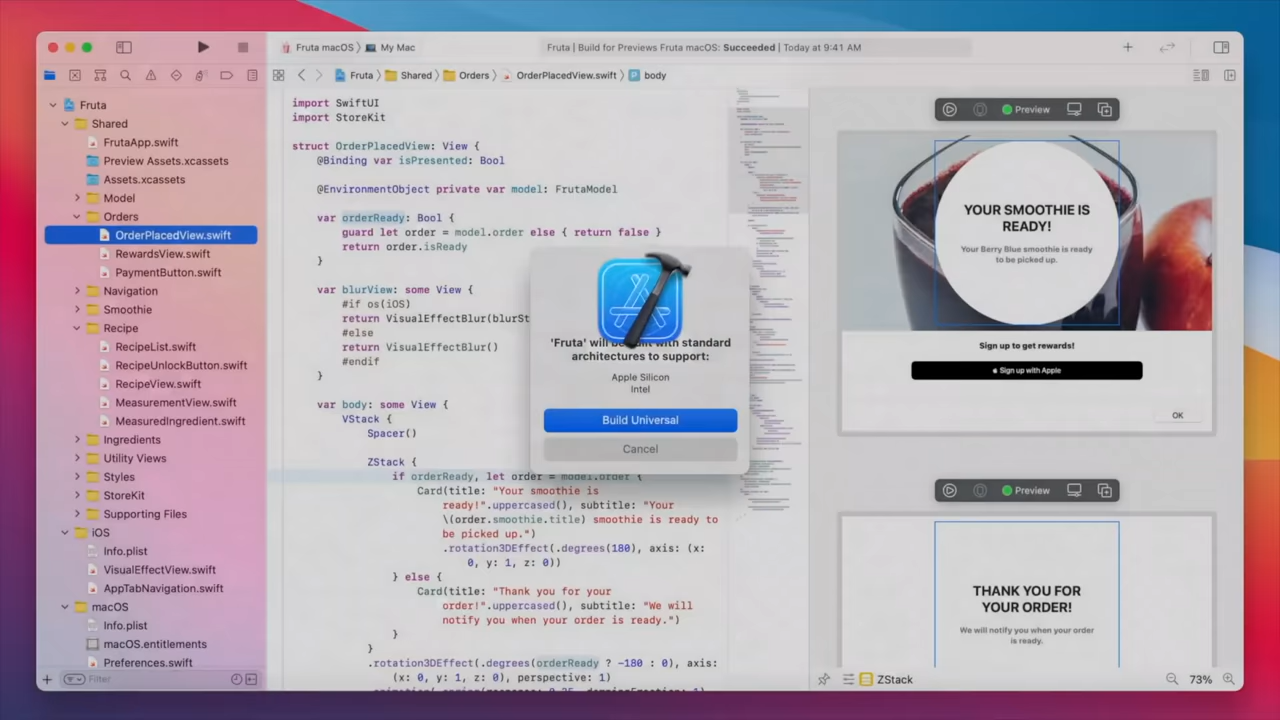 Fruta macOS 〉 My Mac
Fruta | Build for Previews Fruta macOS: Succeeded | Today at 9:41 AM
Fruta 〉 Shared 〉 Orders 〉 OrderPlacedView.swift 〉 P body
Fruta
Shared
FrutaApp.swift
Preview Assets.xcassets
Assets.xcassets
Model
Orders
OrderPlacedView.swift
RewardsView.swift
PaymentButton.swift
Navigation
Smoothie
Recipe
RecipeList.swift
RecipeUnlockButton.swift
RecipeView.swift
MeasurementView.swift
MeasuredIngredient.swift
Ingredients
Utility Views
Styles
StoreKit
Supporting Files
iOS
Info.plist
VisualEffectView.swift
AppTabNavigation.swift
macOS
Info.plist
macOS.entitlements
Preferences.swift
Filter
import SwiftUI
import StoreKit
struct OrderPlacedView: View {
@Binding var isPresented: Bool
@EnvironmentObject private var model: FrutaModel
var orderReady: Bool {
guard let order = model.order else { return false }
return order.isReady
}
var blurView: some View {
#if os(iOS)
return VisualEffectBlur(blurSt
#else
return VisualEffectBlur()
#endif
}
var body: some View {
VStack {
Spacer()
ZStack {
if orderReady, let order = model.order {
Card(title: "Your smoothie is
ready!".uppercased(), subtitle: "Your
\(order.smoothie.title) smoothie is ready to
be picked up.")
.rotation3DEffect(.degrees(180), axis: (x:
0, y: 1, z: 0))
} else {
Card(title: "Thank you for your
order!".uppercased(), subtitle: "We will
notify you when your order is ready.")
}
}
.rotation3DEffect(.degrees(orderReady ? -180 : 0), axis:
(x: 0, y: 1, z: 0), perspective: 1)
'Fruta' will be built with standard
architectures to support:
Apple Silicon
Intel
Build Universal
Cancel
Preview
YOUR SMOOTHIE IS
READY!
Your Berry Blue smoothie is ready
to be picked up.
Sign up to get rewards!
Sign up with Apple
OK
Preview
THANK YOU FOR
YOUR ORDER!
We will notify you when your order
is ready.
ZStack
73%